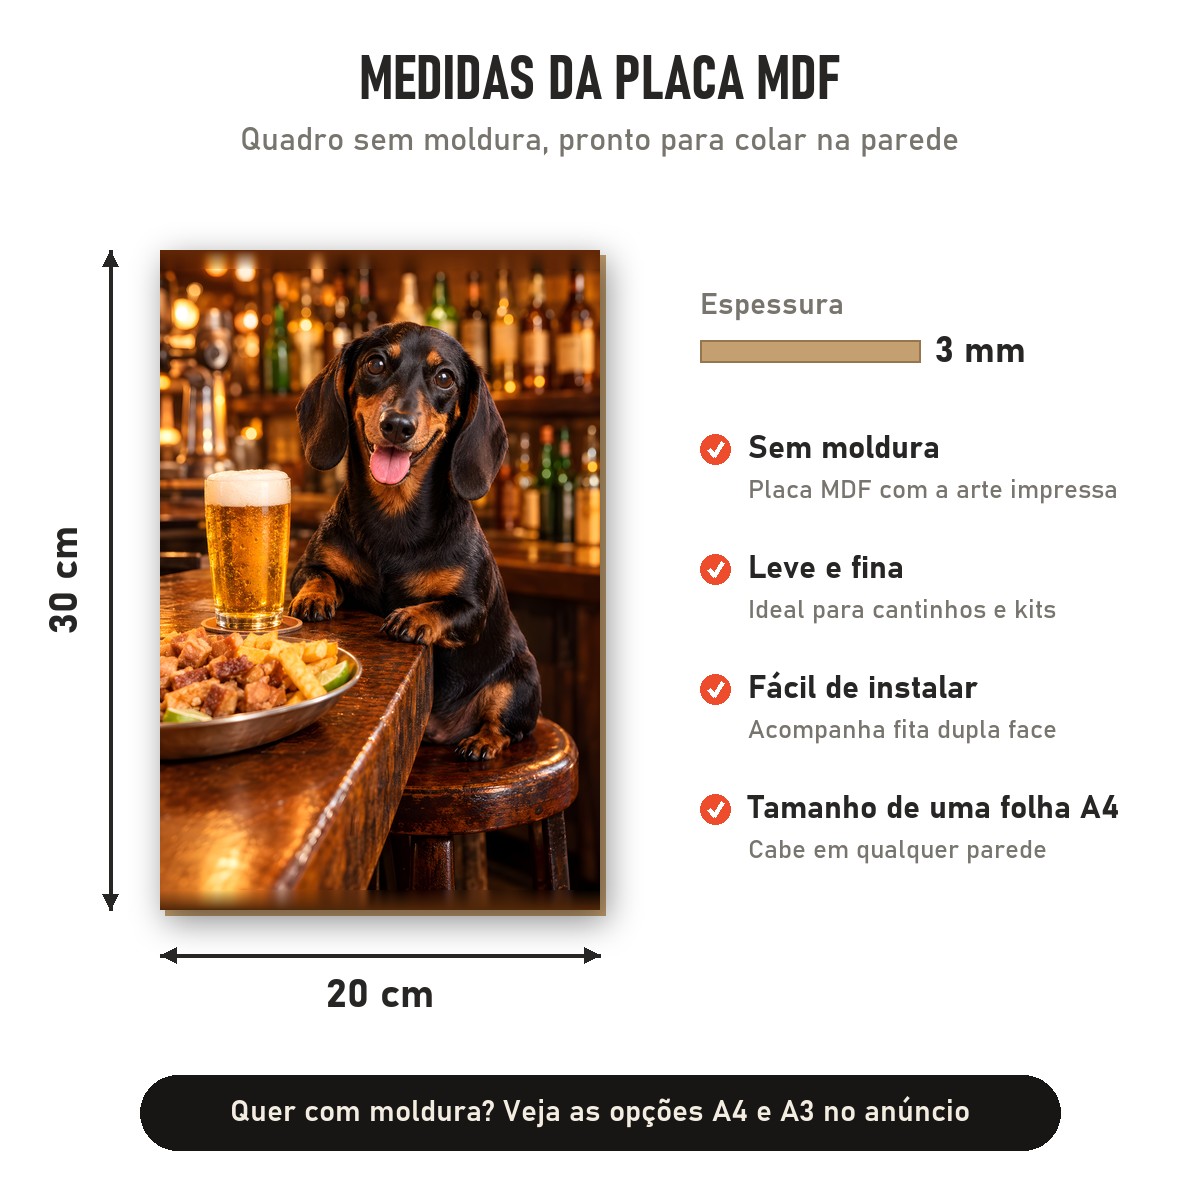 MEDIDAS DA PLACA MDF
Quadro sem moldura, pronto para colar na parede
30 cm
20 cm
Espessura
3 mm
Sem moldura
Placa MDF com a arte impressa
Leve e fina
Ideal para cantinhos e kits
Fácil de instalar
Acompanha fita dupla face
Tamanho de uma folha A4
Cabe em qualquer parede
Quer com moldura? Veja as opções A4 e A3 no anúncio